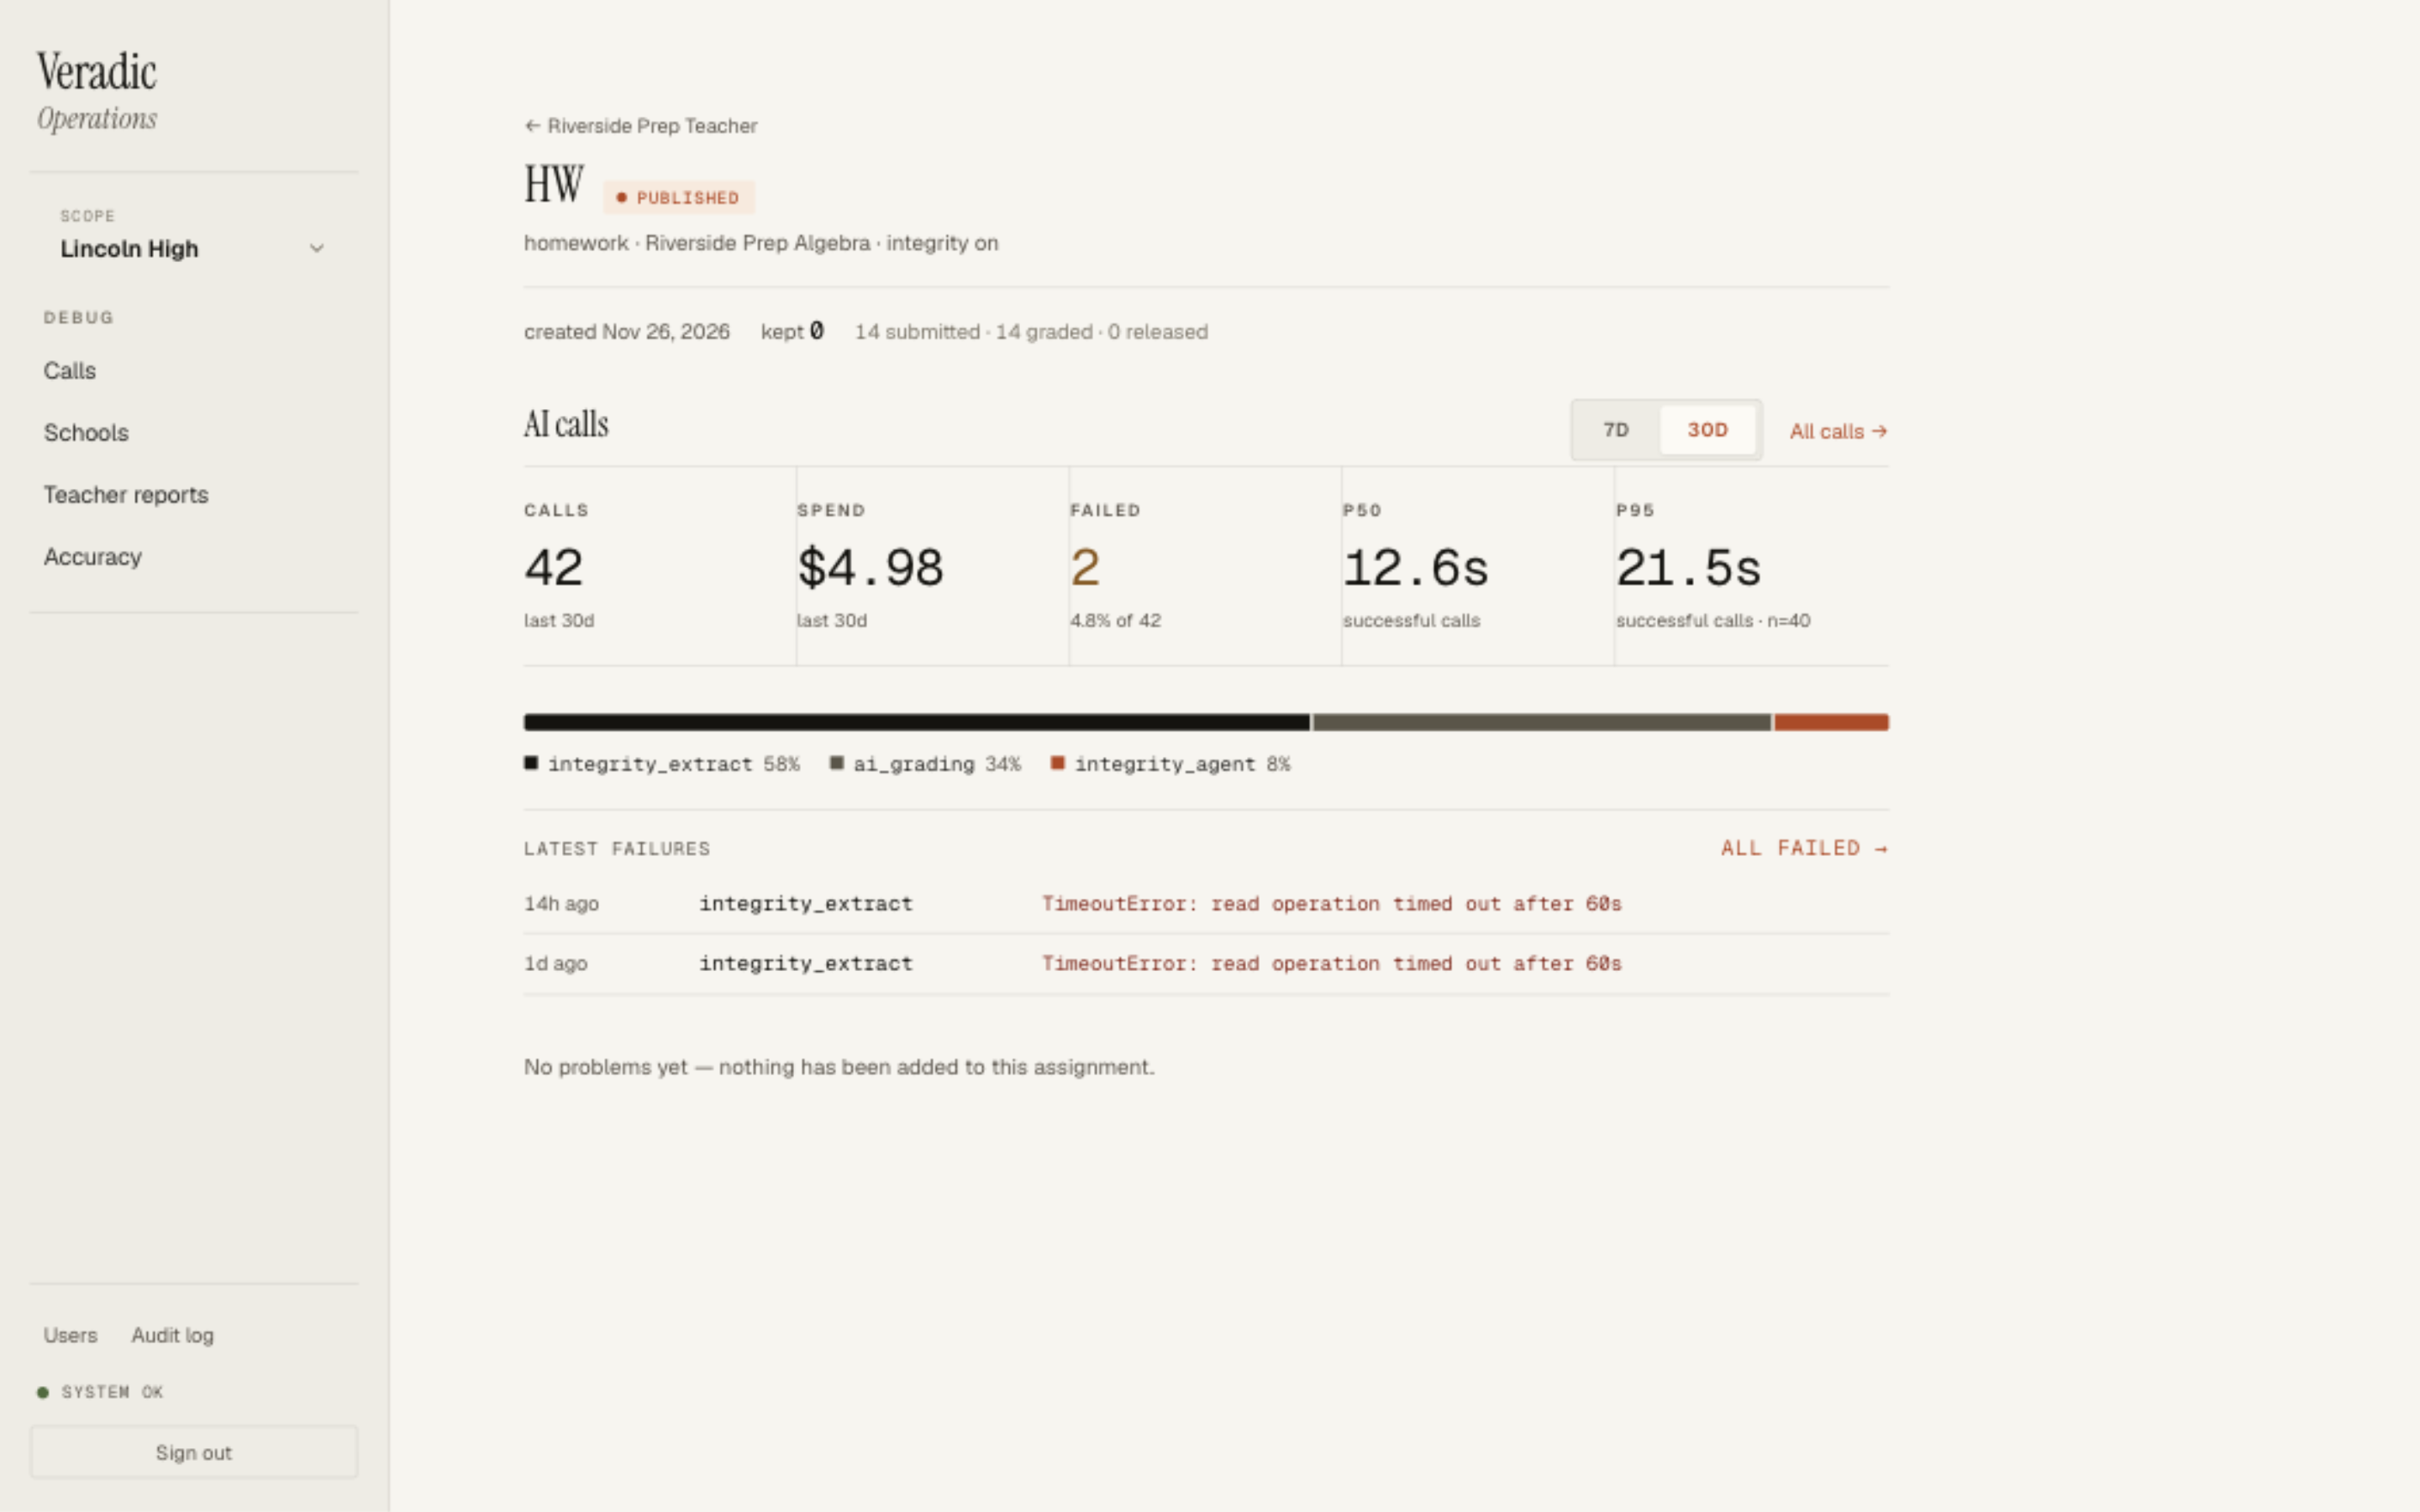 Veradic
Operations
SCOPE
Lincoln High
DEBUG
Calls
Schools
Teacher reports
Accuracy
Users Audit log
SYSTEM OK
Sign out
← Riverside Prep Teacher
HW PUBLISHED
homework · Riverside Prep Algebra · integrity on
created Nov 26, 2026 kept 0 14 submitted · 14 graded · 0 released
AI calls 7D 30D All calls →
CALLS SPEND FAILED P50 P95
42 $4.98 2 12.6s 21.5s
last 30d last 30d 4.8% of 42 successful calls successful calls · n=40
integrity_extract 58% ai_grading 34% integrity_agent 8%
LATEST FAILURES ALL FAILED →
14h ago integrity_extract TimeoutError: read operation timed out after 60s
1d ago integrity_extract TimeoutError: read operation timed out after 60s
No problems yet — nothing has been added to this assignment.